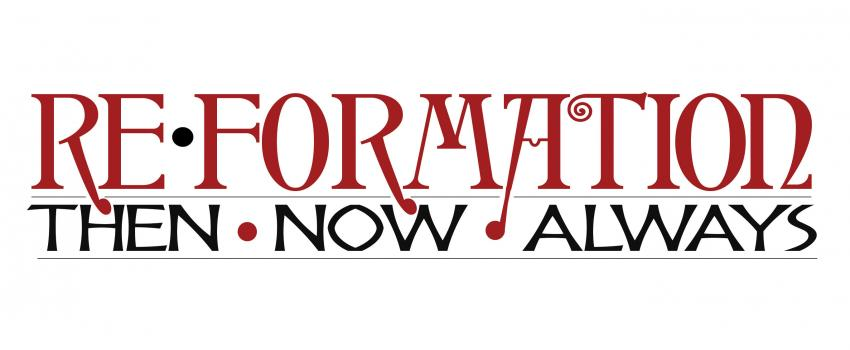 RE•FORMATION
THEN • NOW • ALWAYS